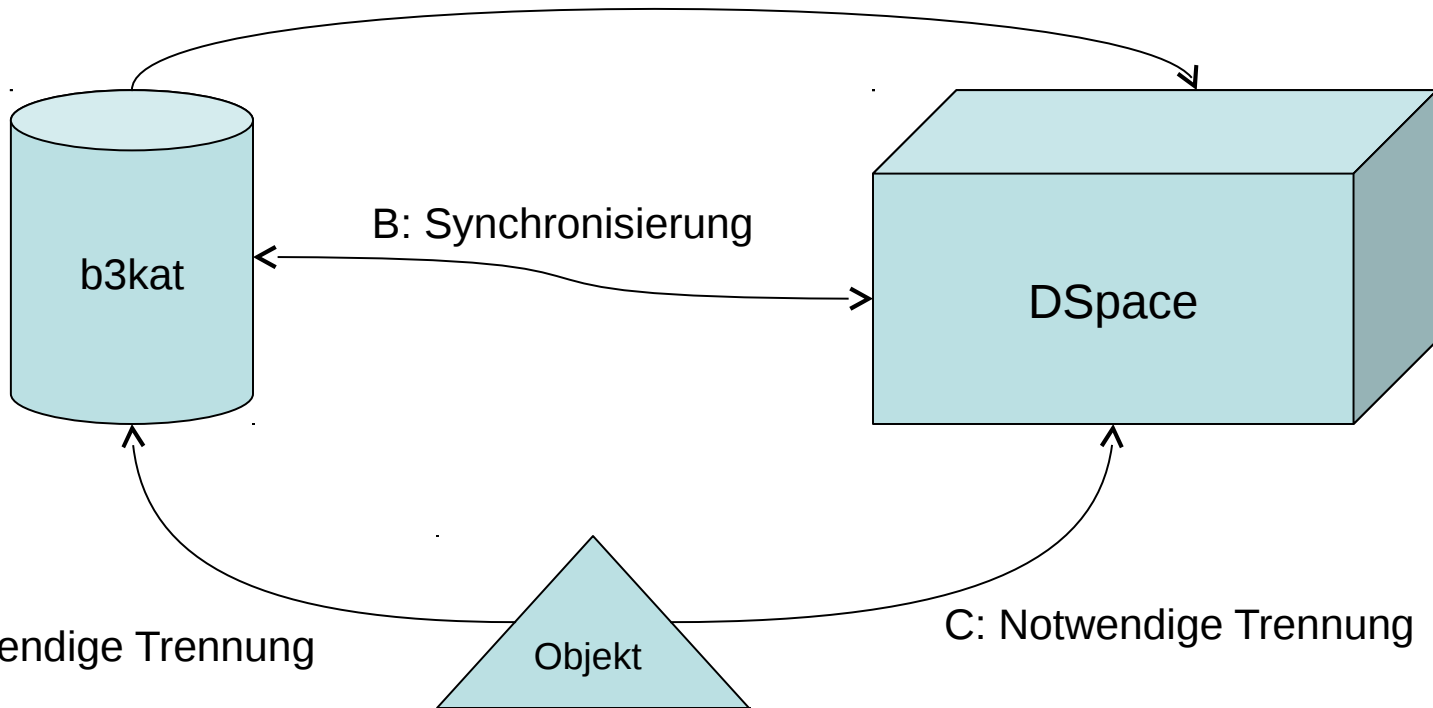 B: Synchronisierung
b3kat
DSpace
C: Notwendige Trennung
endige Trennung
Objekt